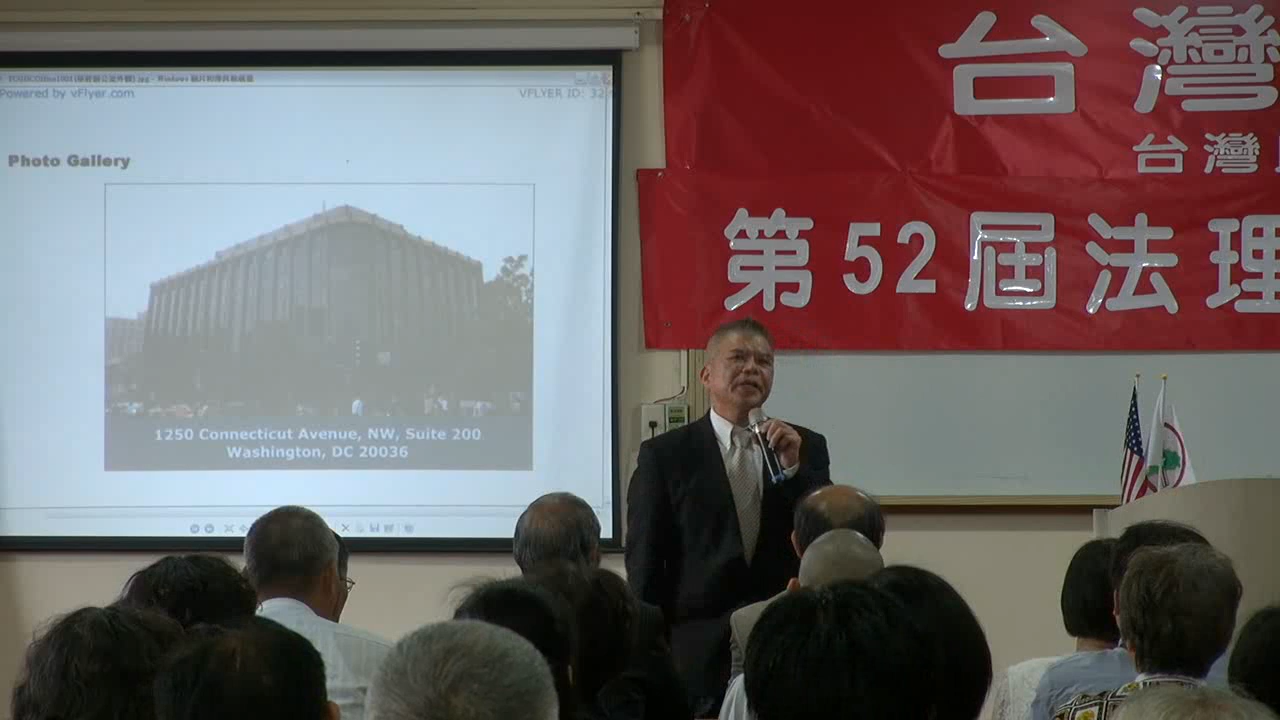 Powered by vFlyer.com
VFLYER ID: 32
Photo Gallery
1250 Connecticut Avenue, NW, Suite 200
Washington, DC 20036
台灣
台灣
第52屆法理